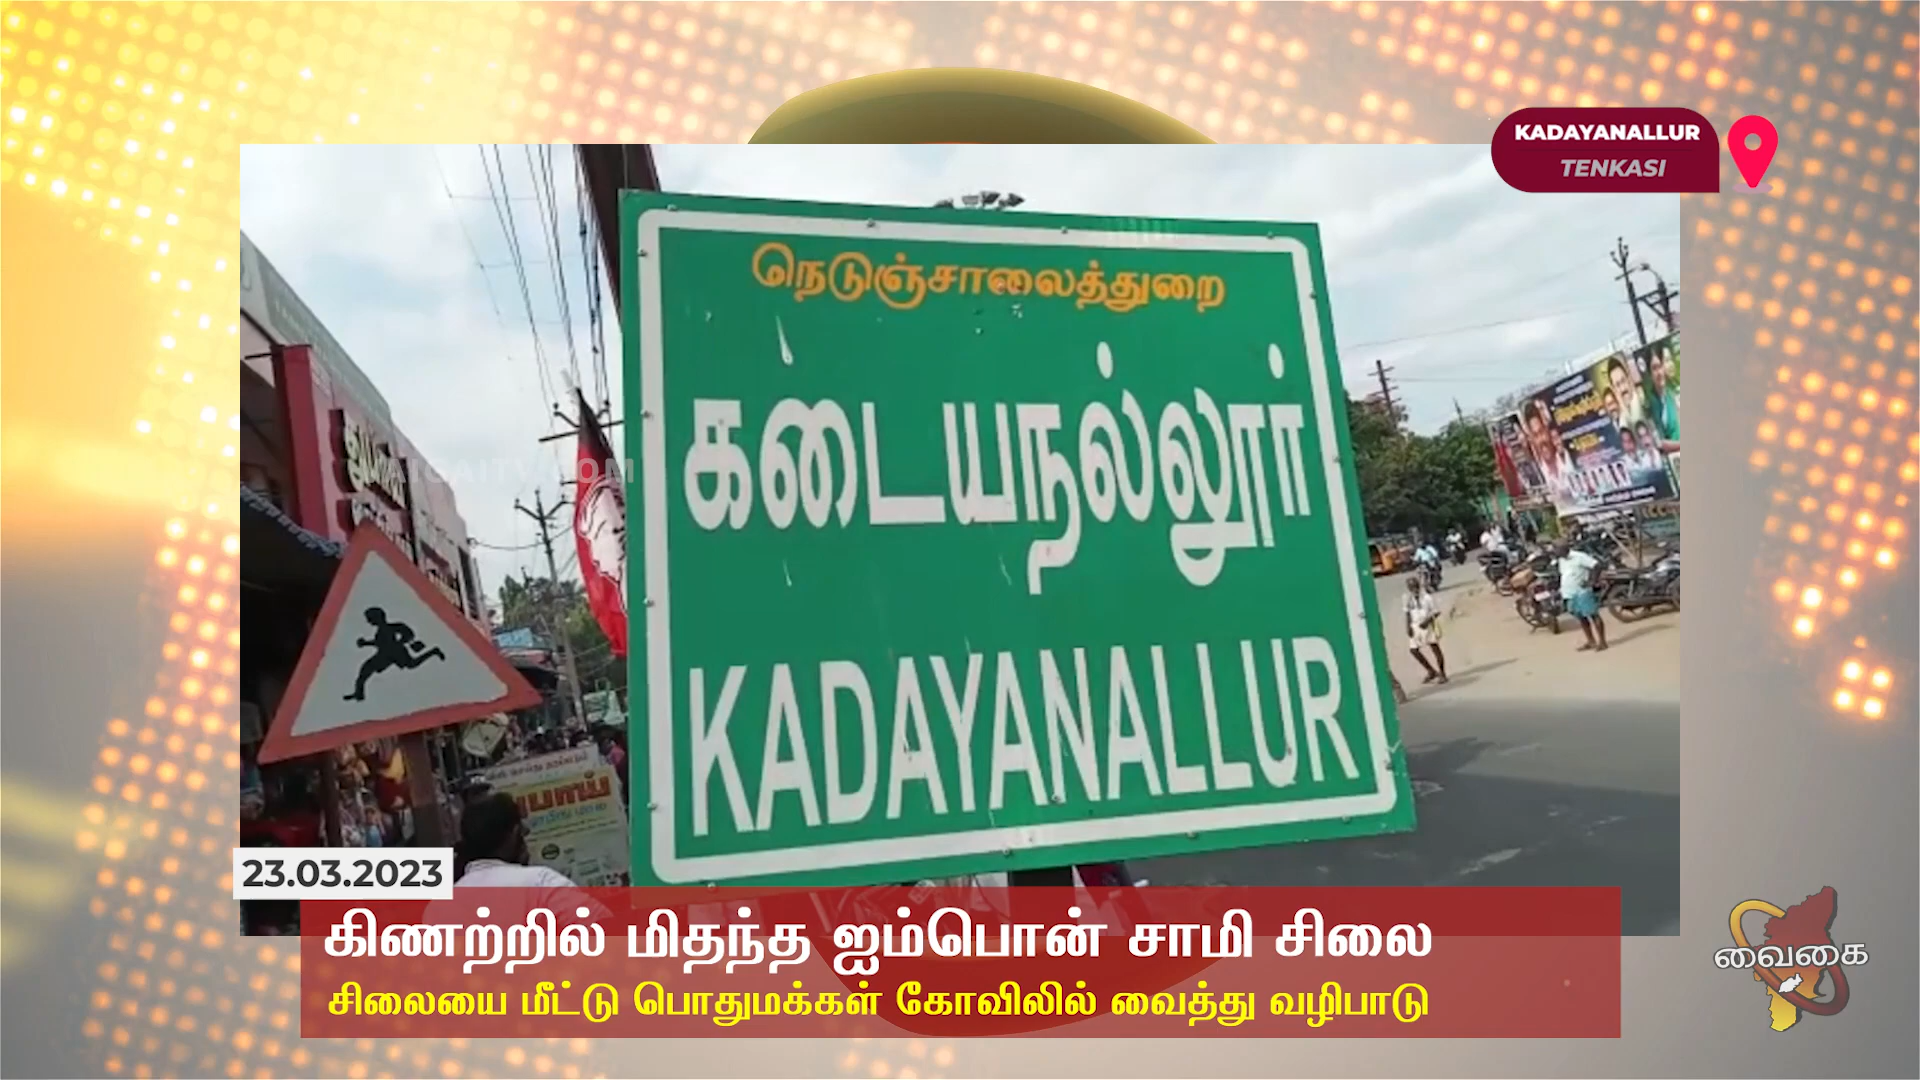 KADAYANALLUR
TENKASI
நெடுஞ்சாலைத்துறை
கடையநல்லூர்
KADAYANALLUR
23.03.2023
கிணற்றில் மிதந்த ஐம்பொன் சாமி சிலை
சிலையை மீட்டு பொதுமக்கள் கோவிலில் வைத்து வழிபாடு
வைகை